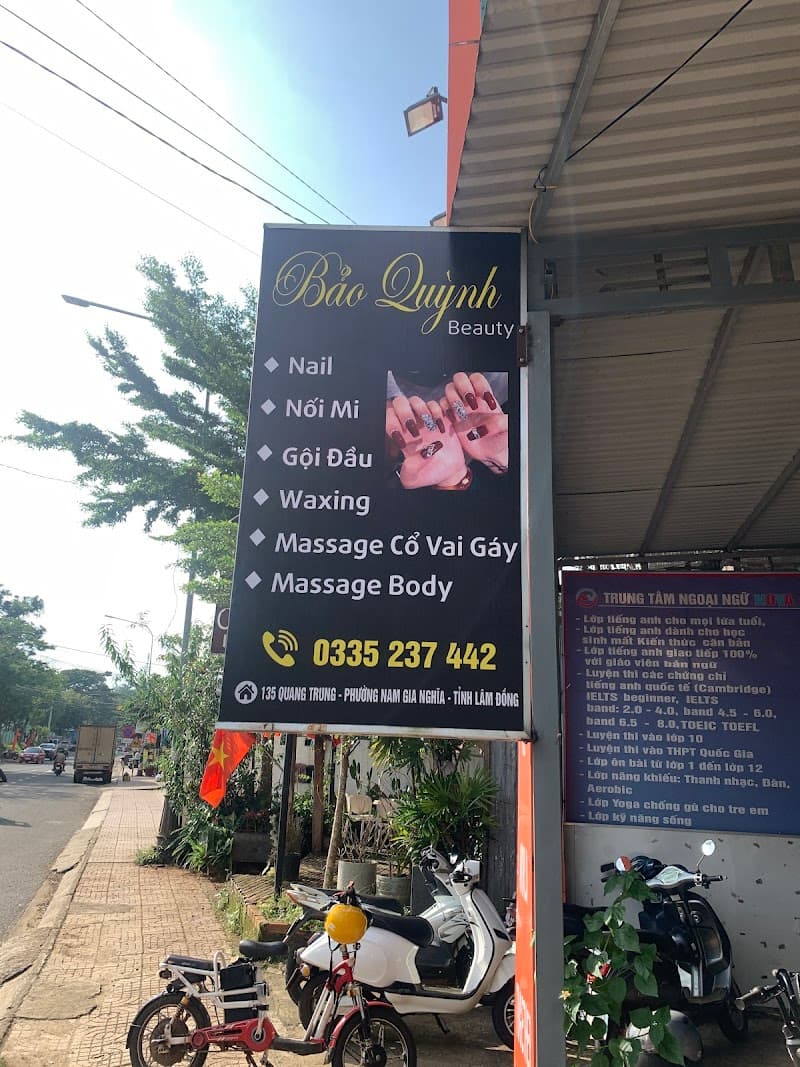 Bảo Quỳnh
Beauty
Nail
Nối Mi
Gội Đầu
Waxing
Massage Cổ Vai Gáy
Massage Body
0335 237 442
135 QUANG TRUNG - PHƯỜNG NAM GIA NGHĨA - TỈNH LÂM ĐỒNG
TRUNG TÂM NGOẠI NGỮ
- Lớp tiếng anh cho mọi lứa tuổi,
- Lớp tiếng anh dành cho học
sinh mất Kiến thức căn bản
- Lớp tiếng anh giao tiếp 100%
với giáo viên bản ngữ
- Luyện thi các chứng chỉ
tiếng anh quốc tế (Cambridge)
IELTS beginner, IELTS
band: 2.0 - 4.0, band 4.5 - 6.0,
band 6.5 - 8.0, TOEIC TOEFL
- Luyện thi vào lớp 10
- Luyện thi vào THPT Quốc Gia
- Lớp ôn bài từ lớp 1 đến lớp 12
- Lớp năng khiếu: Thanh nhạc, Đàn,
Aerobic
- Lớp Yoga chống gù cho tre em
- Lớp kỹ năng sống